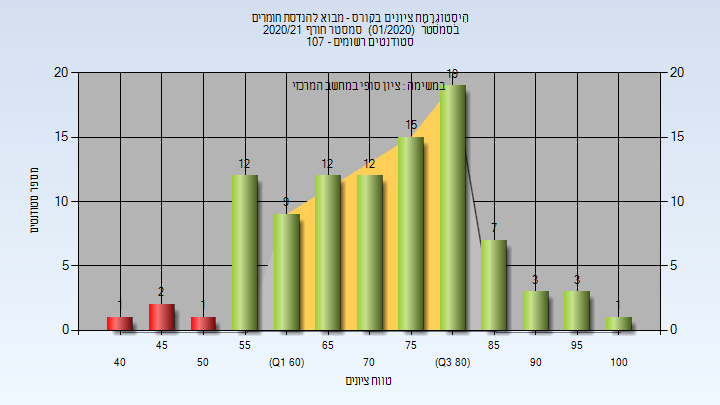 היסטוגרמת ציונים בקורס - מבוא להנדסת חומרים
בסמסטר (01/2020) סמסטר חורף 2020/21
סטודנטים רשומים - 107
במשימה : ציון סופי במחשב המרכזי
מספר סטודנטים
20 15 10 5 0
20 15 10 5 0
1 2 1 12 9 12 12 15 19 7 3 3 1
40 45 50 55 (Q1 60) 65 70 75 (Q3 80) 85 90 95 100
טווח ציונים